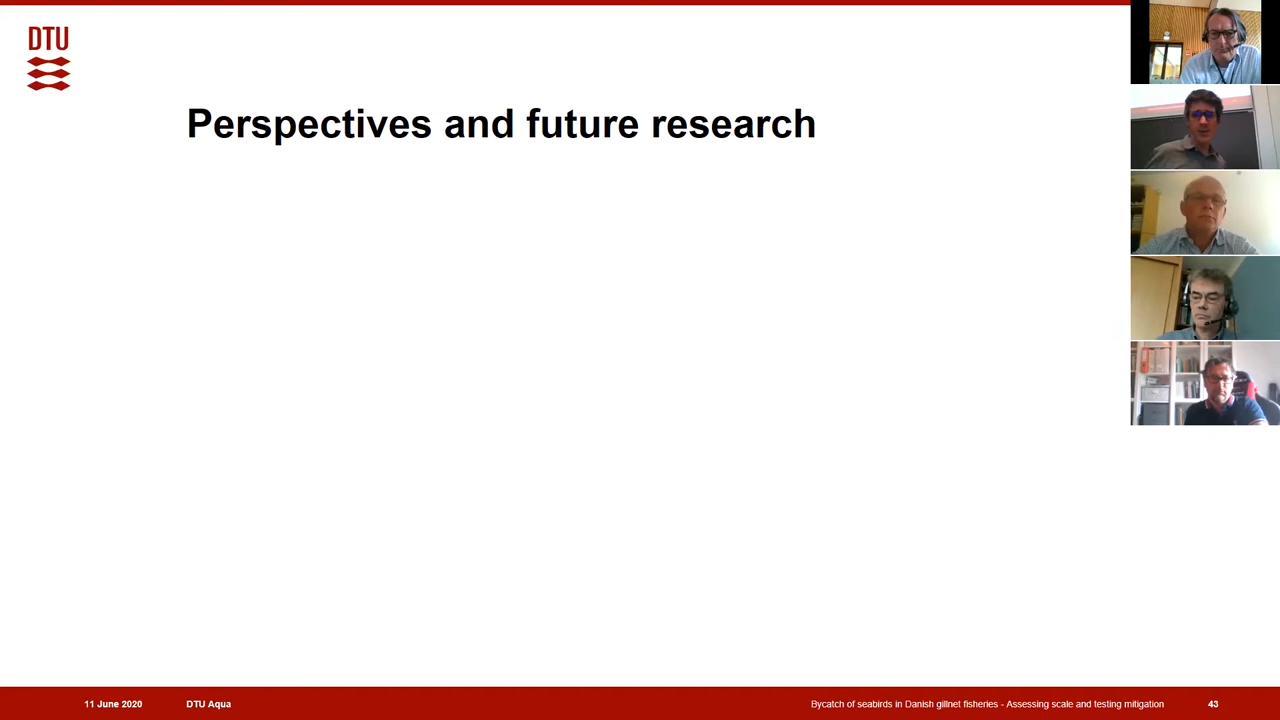 DTU
Perspectives and future research
11 June 2020
DTU Aqua
Bycatch of seabirds in Danish gillnet fisheries - Assessing scale and testing mitigation
43